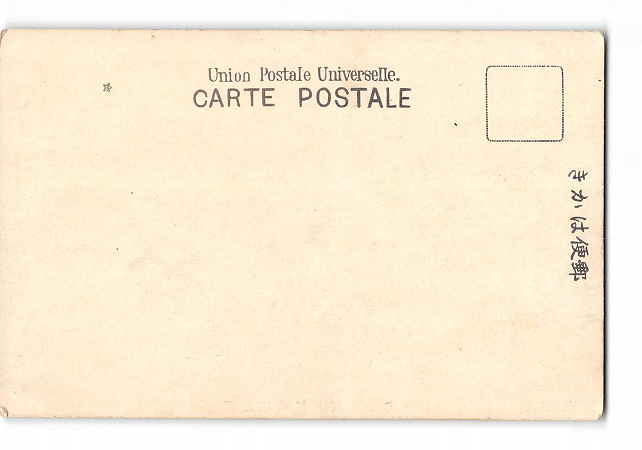 Union Postale Universelle.
CARTE POSTALE
きかは便郵